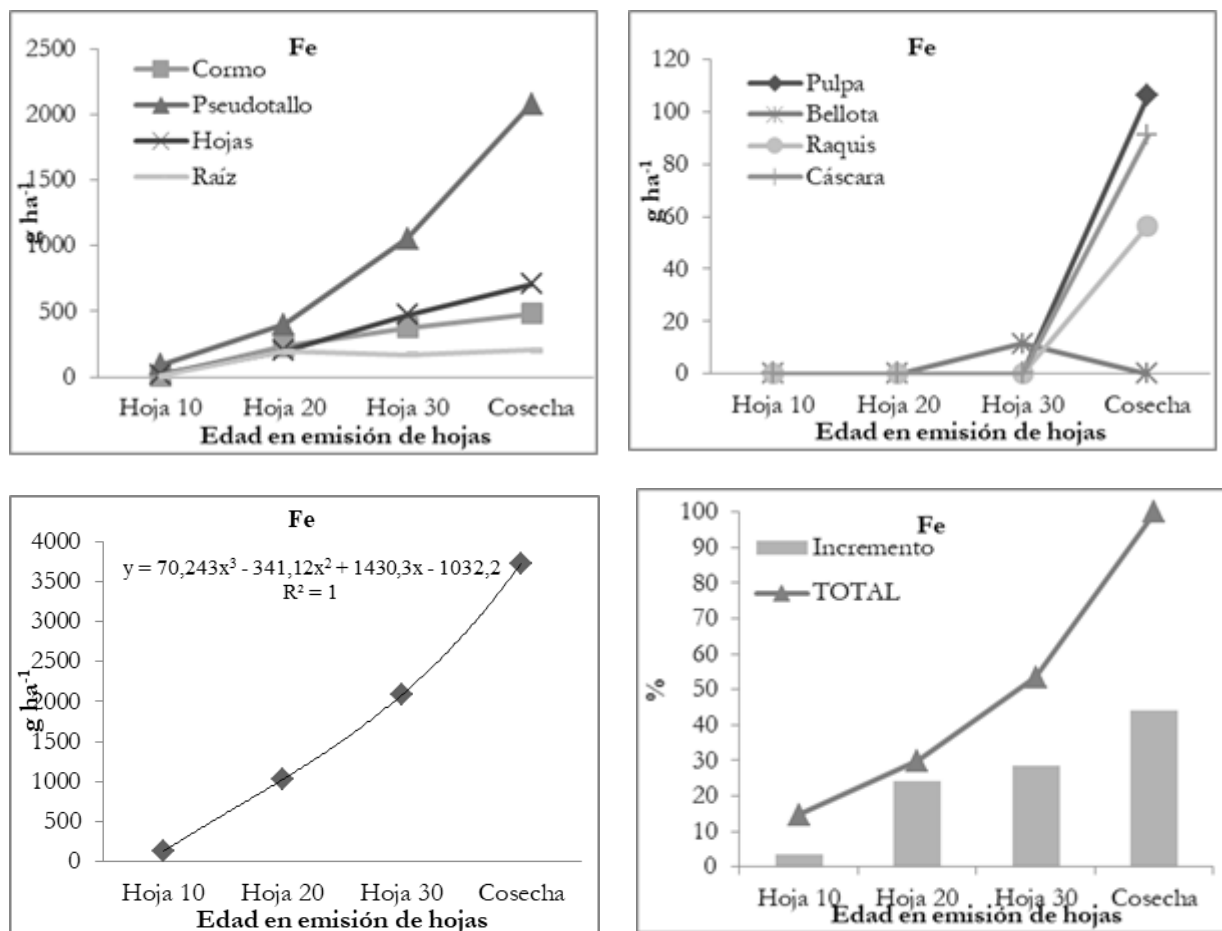 Fe
2500
2000
1500
1000
500
0
Cormo
Pseudotallo
Hojas
Raíz
g ha⁻¹
Hoja 10 Hoja 20 Hoja 30 Cosecha
Edad en emisión de hojas
Fe
120
100
80
60
40
20
0
Pulpa
Bellota
Raquis
Cáscara
g ha⁻¹
Hoja 10 Hoja 20 Hoja 30 Cosecha
Edad en emisión de hojas
Fe
4000
3500
3000
2500
2000
1500
1000
500
0
y = 70,243x³ - 341,12x² + 1430,3x - 1032,2
R² = 1
g ha⁻¹
Hoja 10 Hoja 20 Hoja 30 Cosecha
Edad en emisión de hojas
Fe
100
90
80
70
60
50
40
30
20
10
0
Incremento
TOTAL
%
Hoja 10 Hoja 20 Hoja 30 Cosecha
Edad en emisión de hojas